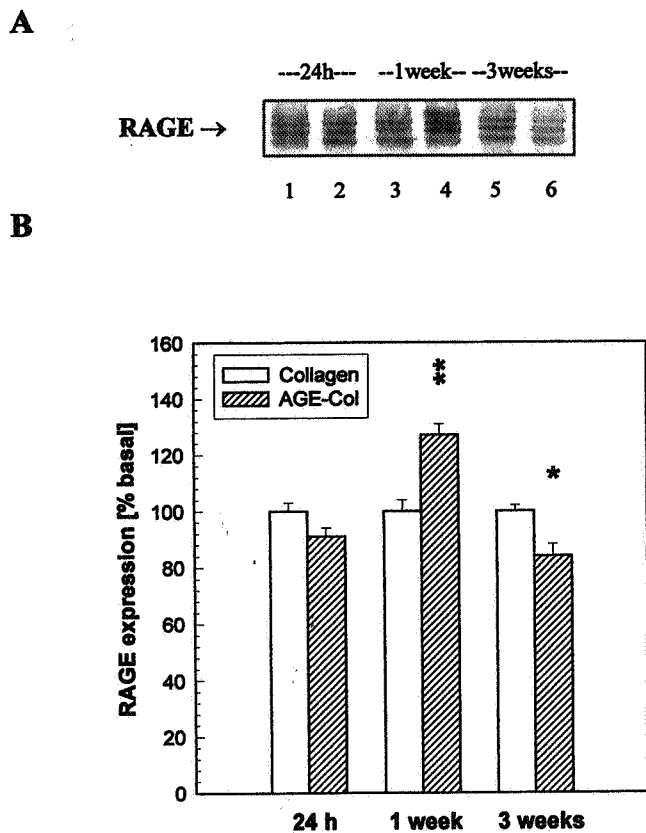 A
---24h--- --1week-- --3weeks--
RAGE →
1 2 3 4 5 6
B
160
140
120
100
80
60
40
20
0
RAGE expression [% basal]
Collagen
AGE-Col
**
*
24 h 1 week 3 weeks